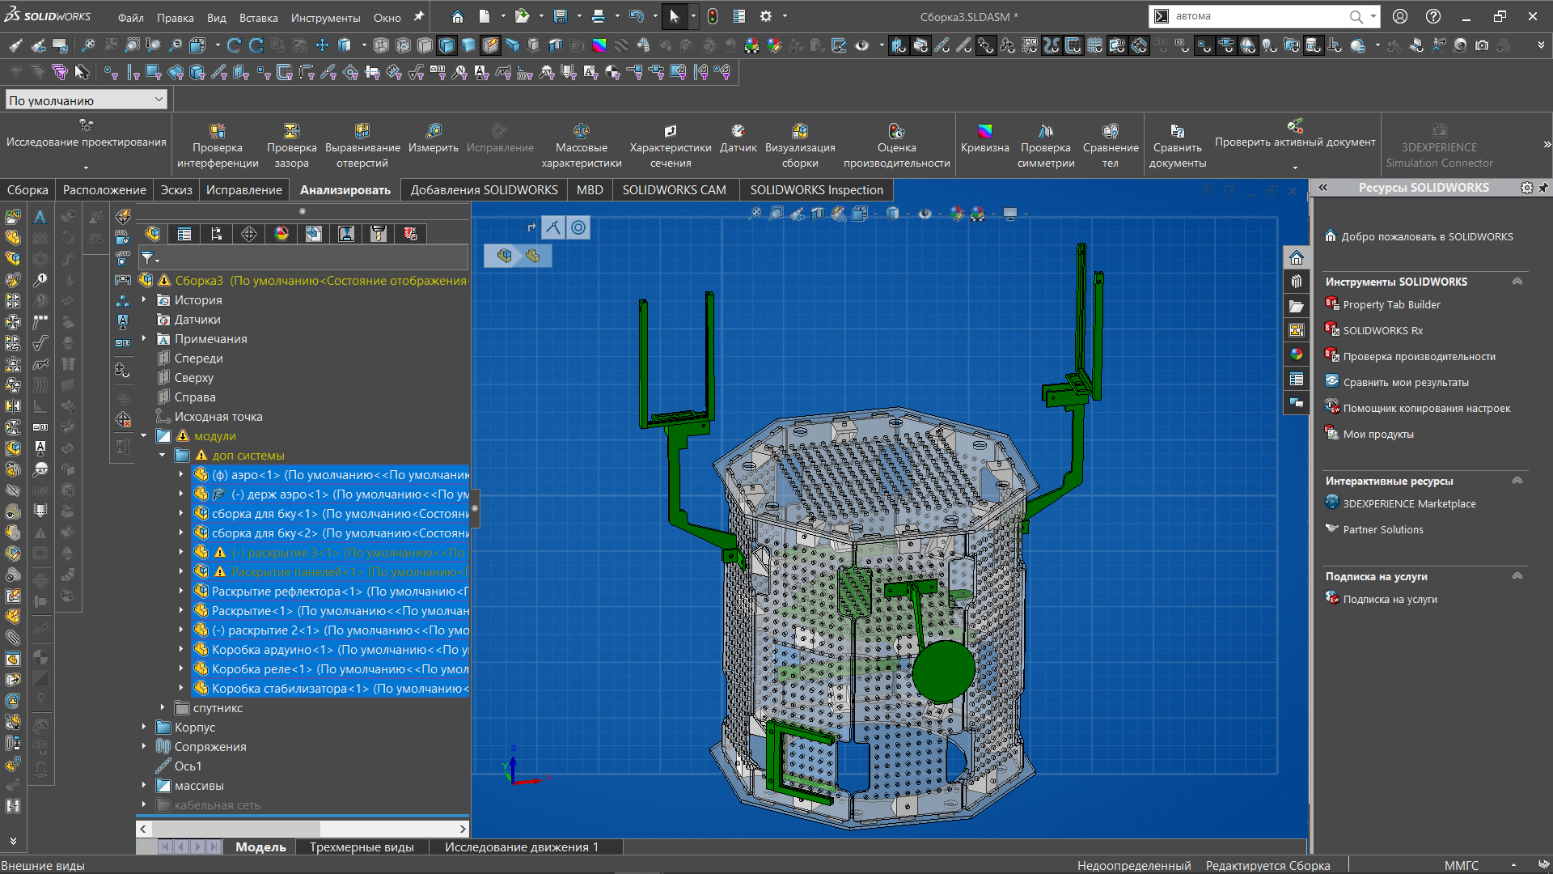 SOLIDWORKS
Файл
Правка
Вид
Вставка
Инструменты
Окно
Сборка3.SLDASM *
автома
По умолчанию
Исследование проектирования
Проверка интерференции
Проверка зазора
Выравнивание отверстий
Измерить
Исправление
Массовые характеристики
Характеристики сечения
Датчик
Визуализация сборки
Оценка производительности
Кривизна
Проверка симметрии
Сравнение тел
Сравнить документы
Проверить активный документ
3DEXPERIENCE Simulation Connector
Сборка
Расположение
Эскиз
Исправление
Анализировать
Добавления SOLIDWORKS
MBD
SOLIDWORKS CAM
SOLIDWORKS Inspection
Сборка3 (По умолчанию<Состояние отображения-
История
Датчики
Примечания
Спереди
Сверху
Справа
Исходная точка
модули
доп системы
(ф) аэро<1> (По умолчанию<<По умолчанию
(-) держ аэро<1> (По умолчанию<<По ум
сборка для бку<1> (По умолчанию<Состояни
сборка для бку<2> (По умолчанию<Состояни
(-) раскрытие 3<1> (По умолчанию<<По
Раскрытие панелей<1> (По умолчанию<
Раскрытие рефлектора<1> (По умолчанию<
Раскрытие<1> (По умолчанию<<По умолчан
(-) раскрытие 2<1> (По умолчанию<<По умо
Коробка ардуино<1> (По умолчанию<<По у
Коробка реле<1> (По умолчанию<<По умол
Коробка стабилизатора<1> (По умолчанию<
спутникс
Корпус
Сопряжения
Ось1
массивы
кабельная сеть
Модель
Трехмерные виды
Исследование движения 1
Z
Ресурсы SOLIDWORKS
Добро пожаловать в SOLIDWORKS
Инструменты SOLIDWORKS
Property Tab Builder
SOLIDWORKS Rx
Проверка производительности
Сравнить мои результаты
Помощник копирования настроек
Мои продукты
Интерактивные ресурсы
3DEXPERIENCE Marketplace
Partner Solutions
Подписка на услуги
Подписка на услуги
Внешние виды
Недоопределенный
Редактируется Сборка
ММГС